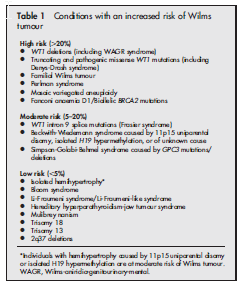 Table 1 Conditions with an increased risk of Wilms
tumour
High risk (>20%)
● WT1 deletions (including WAGR syndrome)
● Truncating and pathogenic missense WT1 mutations (including
Denys-Drash syndrome)
● Familial Wilms tumour
● Perlman syndrome
● Mosaic variegated aneuploidy
● Fanconi anaemia D1/Biallelic BRCA2 mutations
Moderate risk (5–20%)
● WT1 intron 9 splice mutations (Frasier syndrome)
● Beckwith-Wiedemann syndrome caused by 11p15 uniparental
disomy, isolated H19 hypermethylation, or of unknown cause
● Simpson-Golabi-Behmel syndrome caused by GPC3 mutations/
deletions
Low risk (<5%)
● Isolated hemihypertrophy*
● Bloom syndrome
● Li-Fraumeni syndrome/Li-Fraumeni-like syndrome
● Hereditary hyperparathyroidism-jaw tumour syndrome
● Mulibrey nanism
● Trisomy 18
● Trisomy 13
● 2q37 deletions
*Individuals with hemihypertrophy caused by 11p15 uniparental disomy
or isolated H19 hypermethylation are at moderate risk of Wilms tumour.
WAGR, Wilms-aniridia-genitourinary-mental.